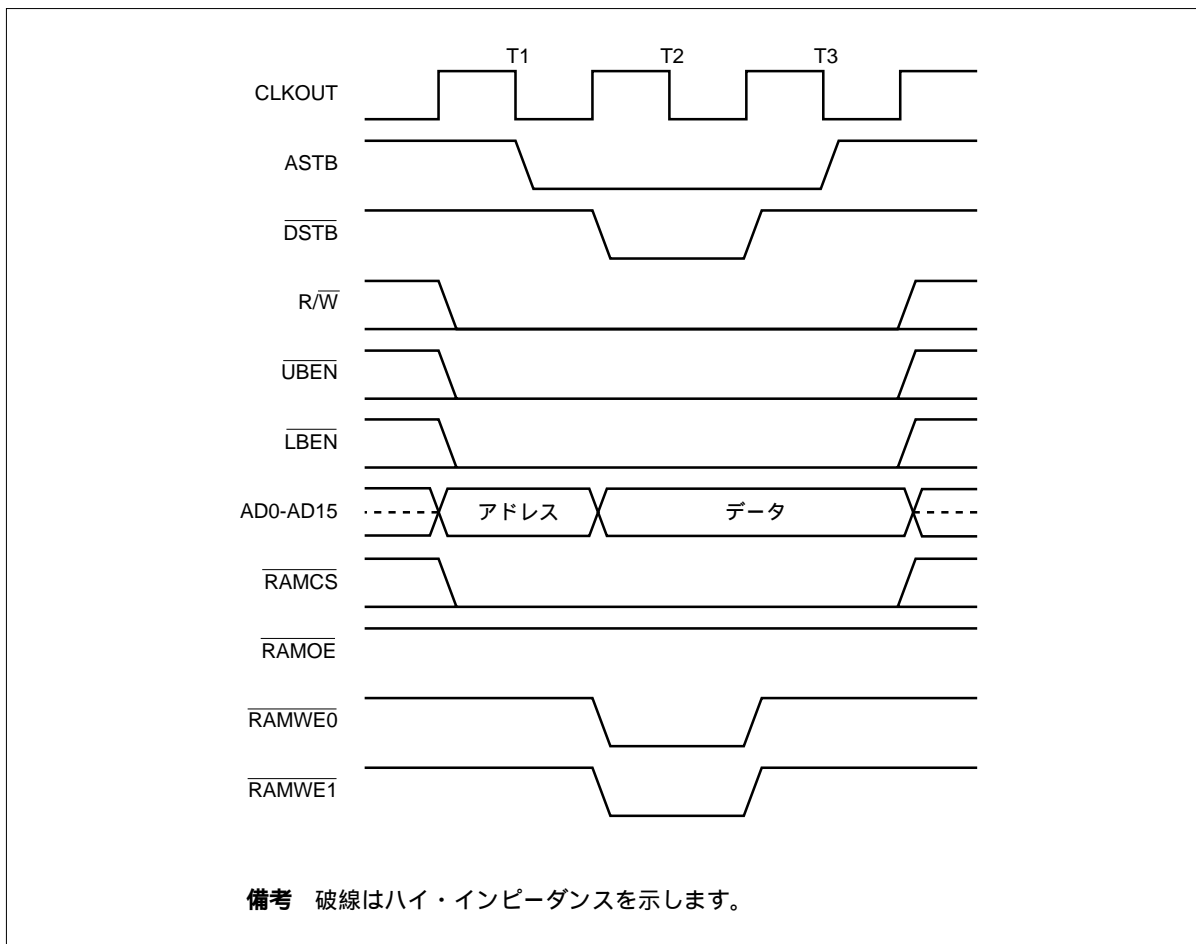 T1 T2 T3
CLKOUT
ASTB
DSTB
R/W
UBEN
LBEN
AD0-AD15 アドレス データ
RAMCS
RAMOE
RAMWE0
RAMWE1
備考 破線はハイ・インピーダンスを示します。